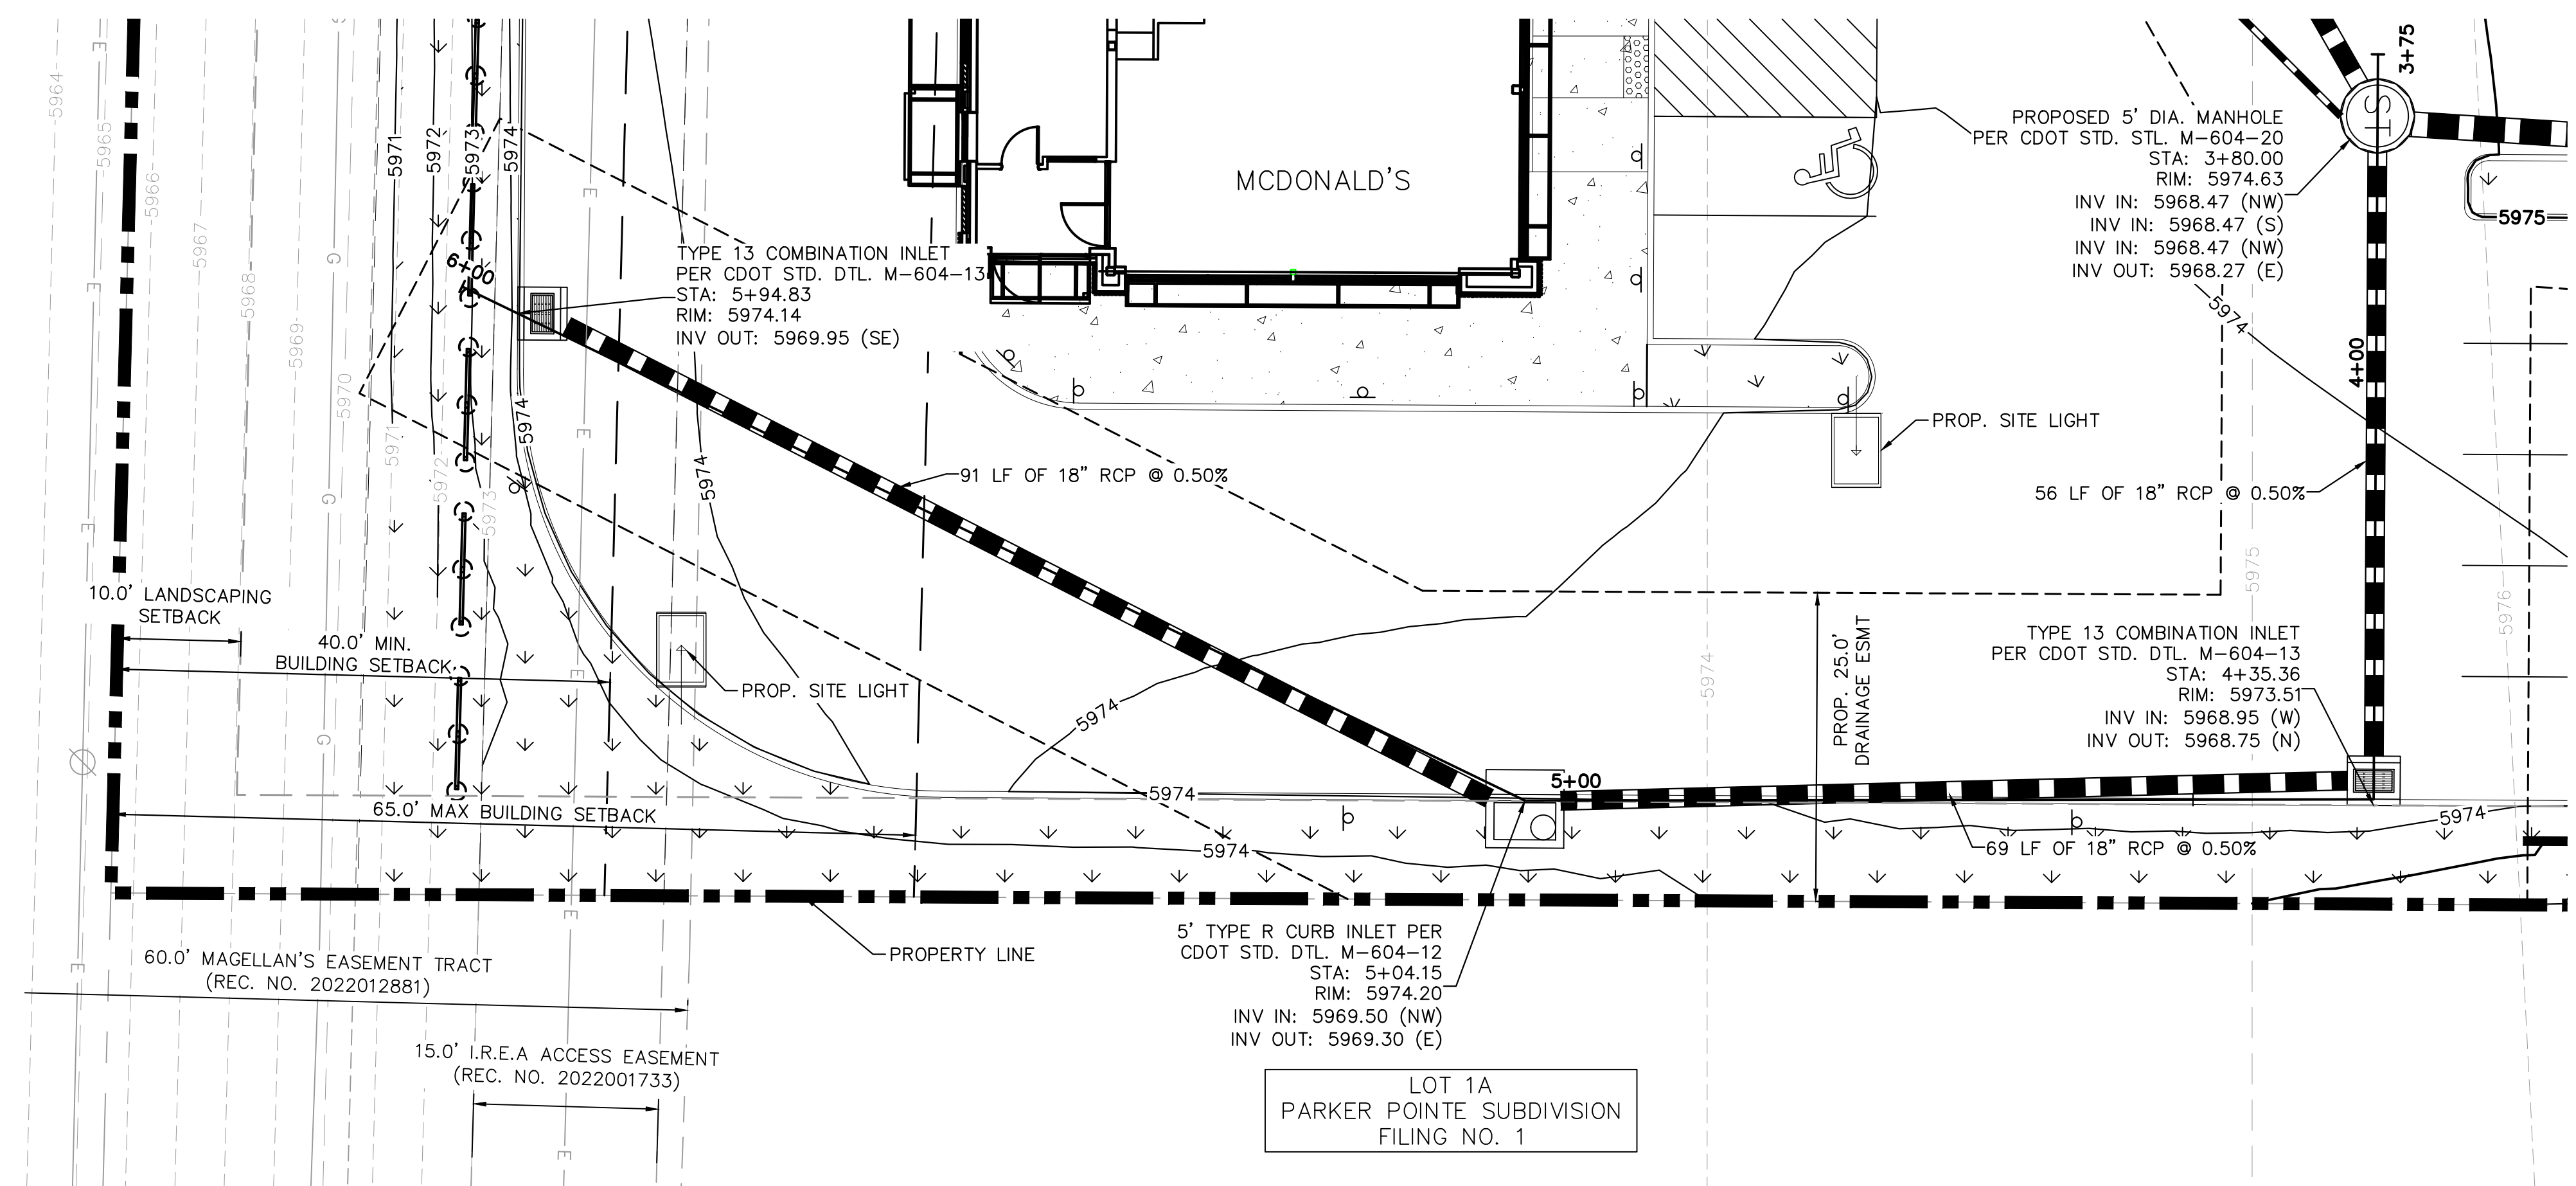 5964
E
5965
5966
5967
5968
5969
5970
5971
5972
5973
5971
5972
5973
5974
G
E
6+00
TYPE 13 COMBINATION INLET
PER CDOT STD. DTL. M-604-13
STA: 5+94.83
RIM: 5974.14
INV OUT: 5969.95 (SE)
MCDONALD'S
3+75
ST
PROPOSED 5' DIA. MANHOLE
PER CDOT STD. STL. M-604-20
STA: 3+80.00
RIM: 5974.63
INV IN: 5968.47 (NW)
INV IN: 5968.47 (S)
INV IN: 5968.47 (NW)
INV OUT: 5968.27 (E)
5975
5974
4+00
5974
5974
PROP. SITE LIGHT
91 LF OF 18" RCP @ 0.50%
56 LF OF 18" RCP @ 0.50%
E
G
E
E
5975
5976
5974
10.0' LANDSCAPING
SETBACK
40.0' MIN.
BUILDING SETBACK
PROP. SITE LIGHT
E
G
5974
PROP. 25.0'
DRAINAGE ESMT
TYPE 13 COMBINATION INLET
PER CDOT STD. DTL. M-604-13
STA: 4+35.36
RIM: 5973.51
INV IN: 5968.95 (W)
INV OUT: 5968.75 (N)
65.0' MAX BUILDING SETBACK
5974
5+00
5974
5974
69 LF OF 18" RCP @ 0.50%
PROPERTY LINE
5' TYPE R CURB INLET PER
CDOT STD. DTL. M-604-12
STA: 5+04.15
RIM: 5974.20
INV IN: 5969.50 (NW)
INV OUT: 5969.30 (E)
60.0' MAGELLAN'S EASEMENT TRACT
(REC. NO. 2022012881)
E
E
15.0' I.R.E.A ACCESS EASEMENT
(REC. NO. 2022001733)
E
LOT 1A
PARKER POINTE SUBDIVISION
FILING NO. 1